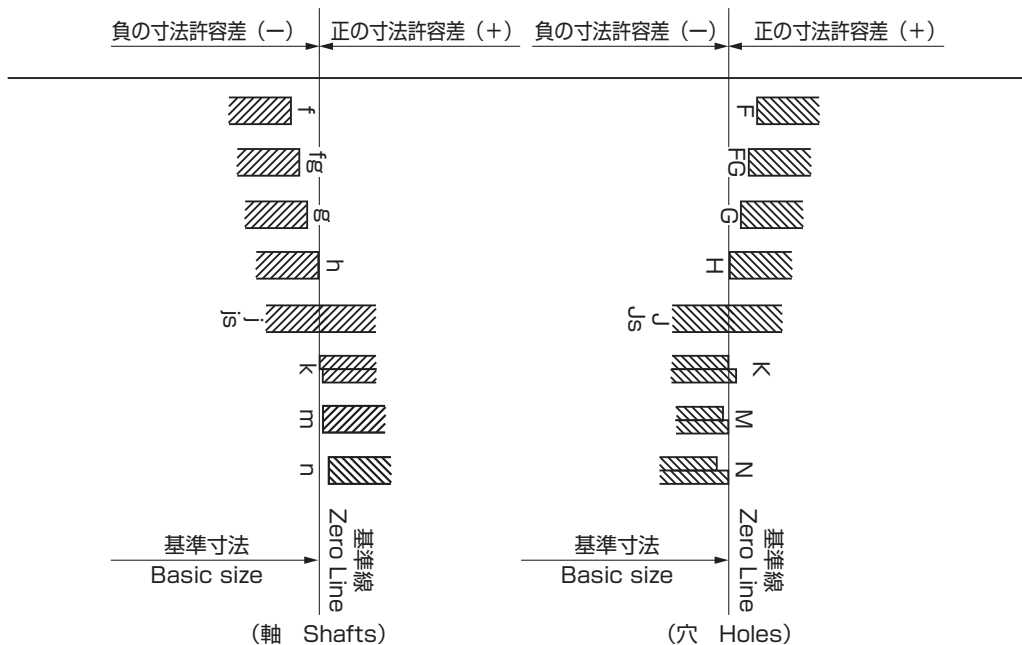 負の寸法許容差（－） 正の寸法許容差（＋） 負の寸法許容差（－） 正の寸法許容差（＋）
f F
fg FG
g G
h H
j J
js Js
k K
m M
n N
基準線 基準線
Zero Line Zero Line
基準寸法 基準寸法
Basic size Basic size
（軸　Shafts） （穴　Holes）